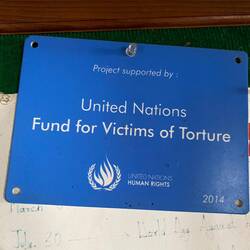 Project supported by :
United Nations
Fund for Victims of Torture
UNITED NATIONS
HUMAN RIGHTS
2014
March